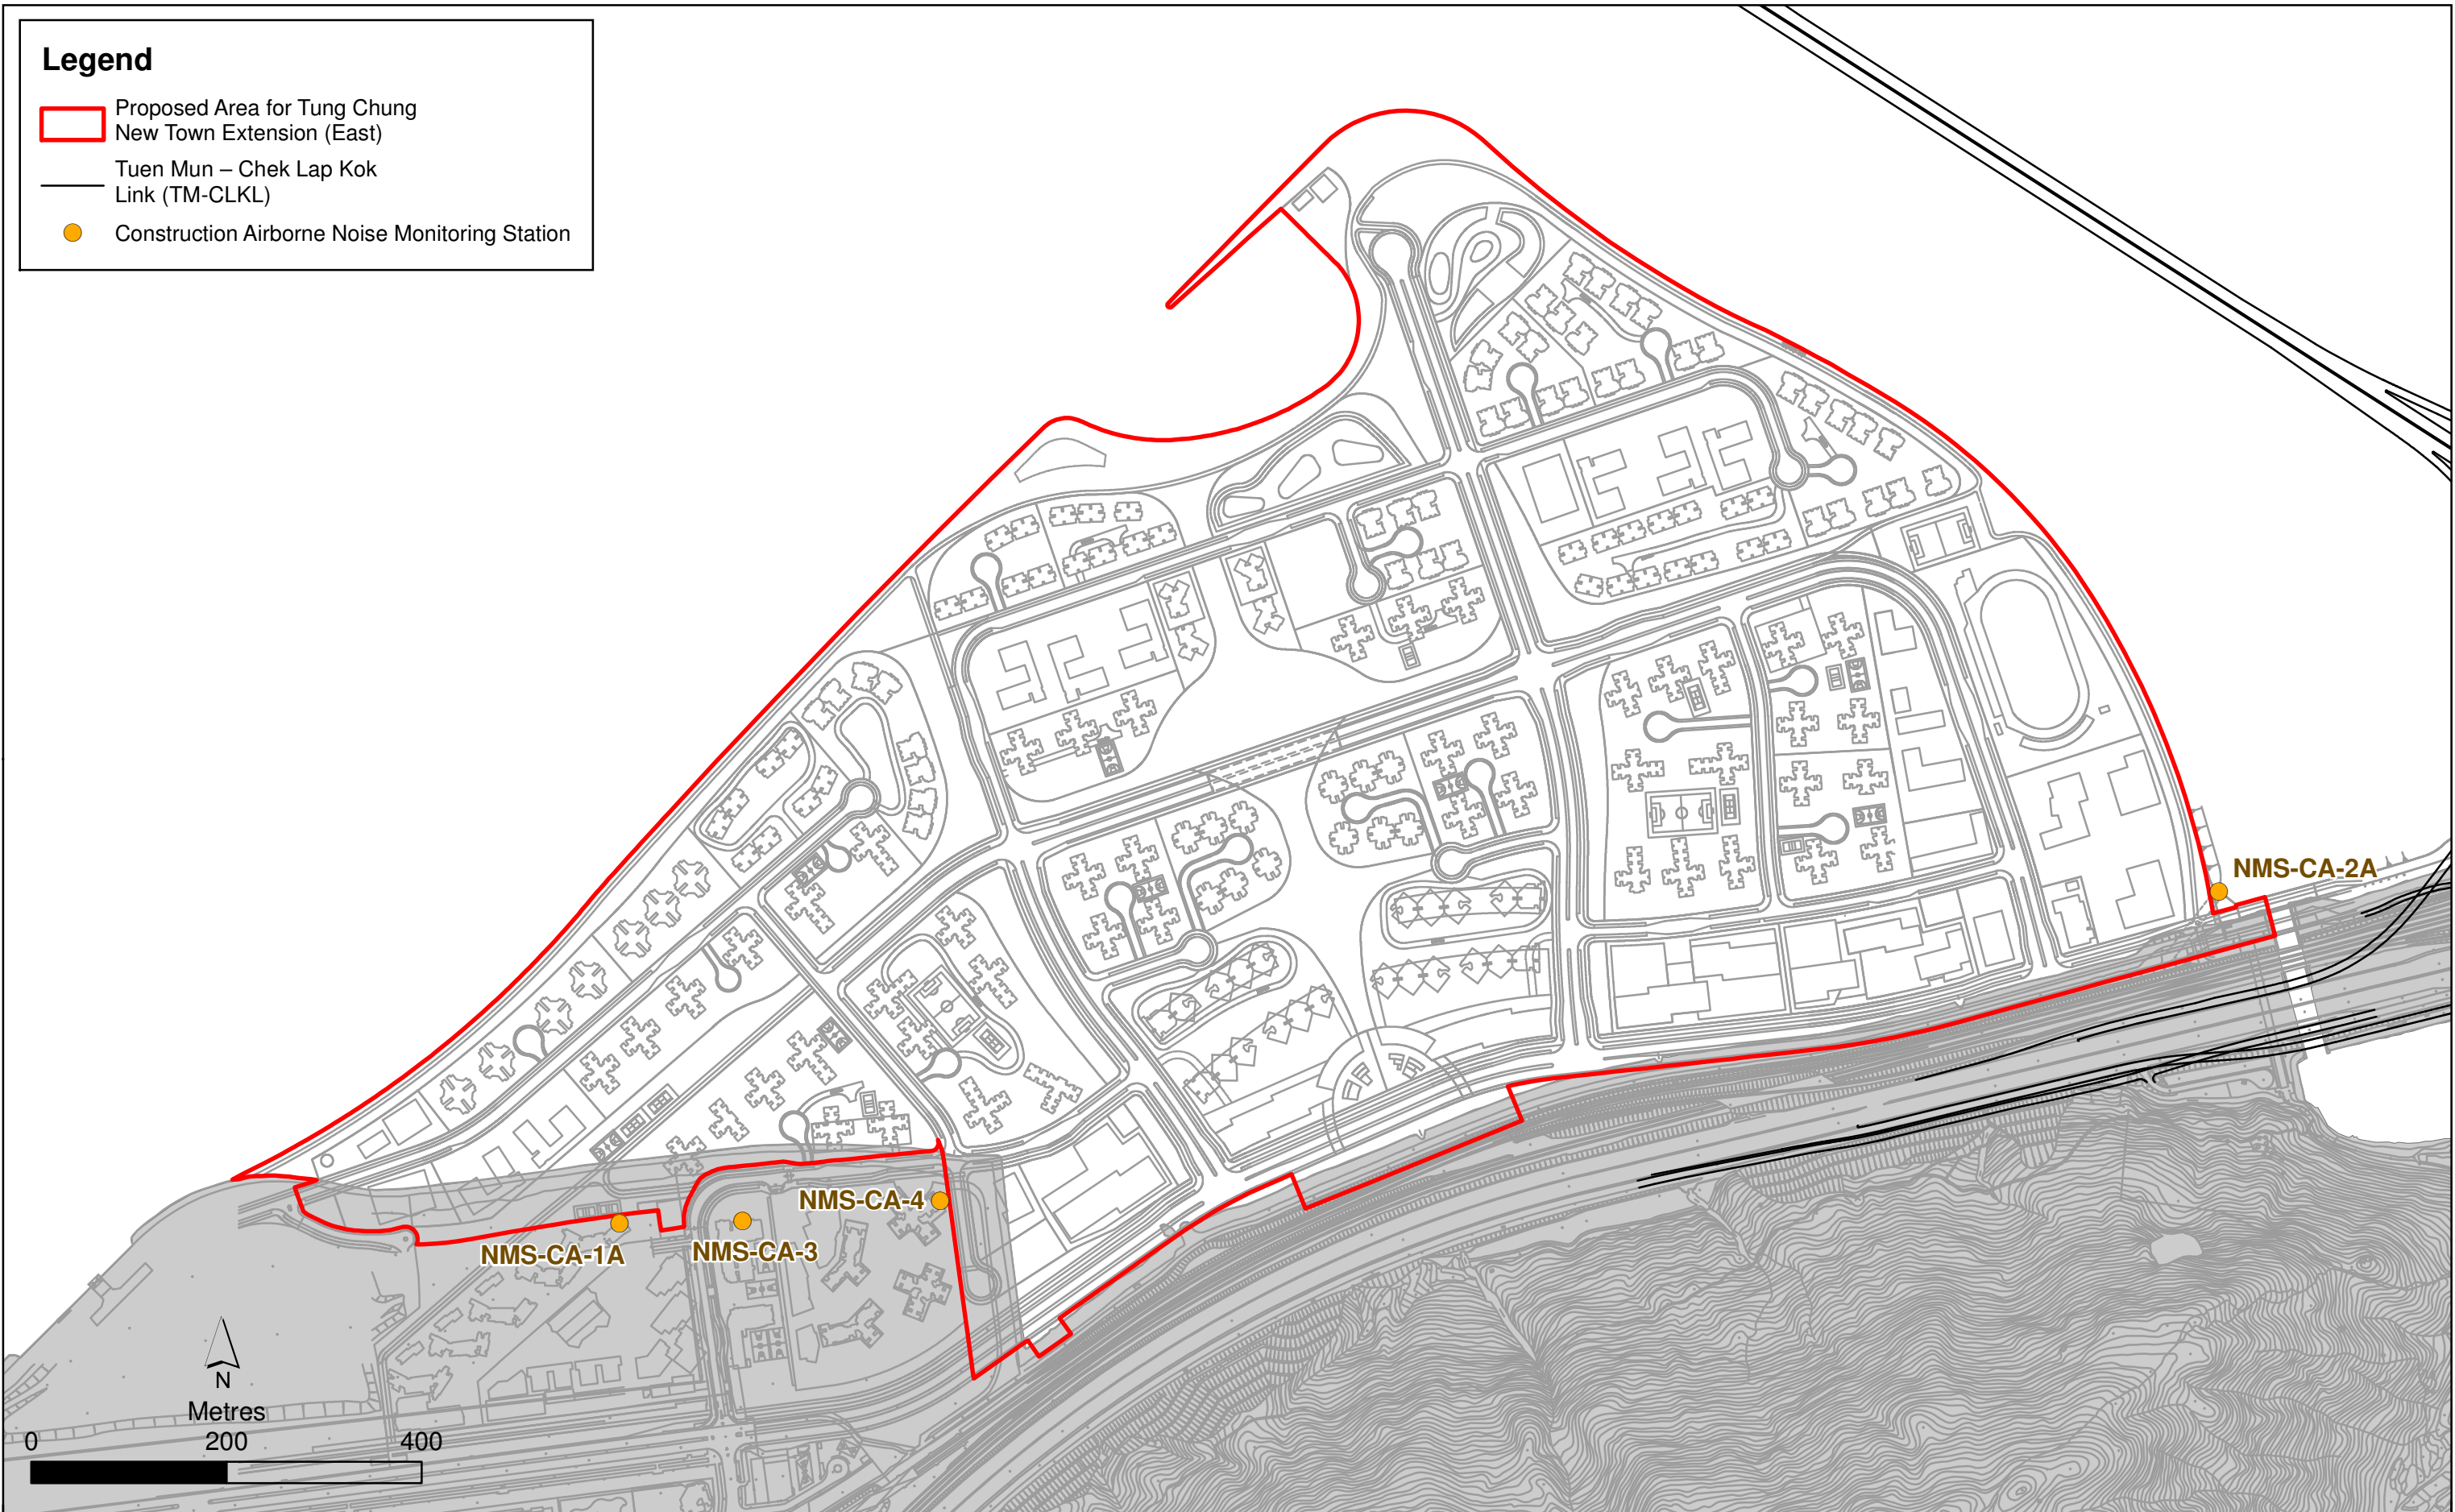 Legend
Proposed Area for Tung Chung
New Town Extension (East)
Tuen Mun – Chek Lap Kok
Link (TM-CLKL)
Construction Airborne Noise Monitoring Station
NMS-CA-2A
NMS-CA-4
NMS-CA-1A
NMS-CA-3
N
Metres
0 200 400